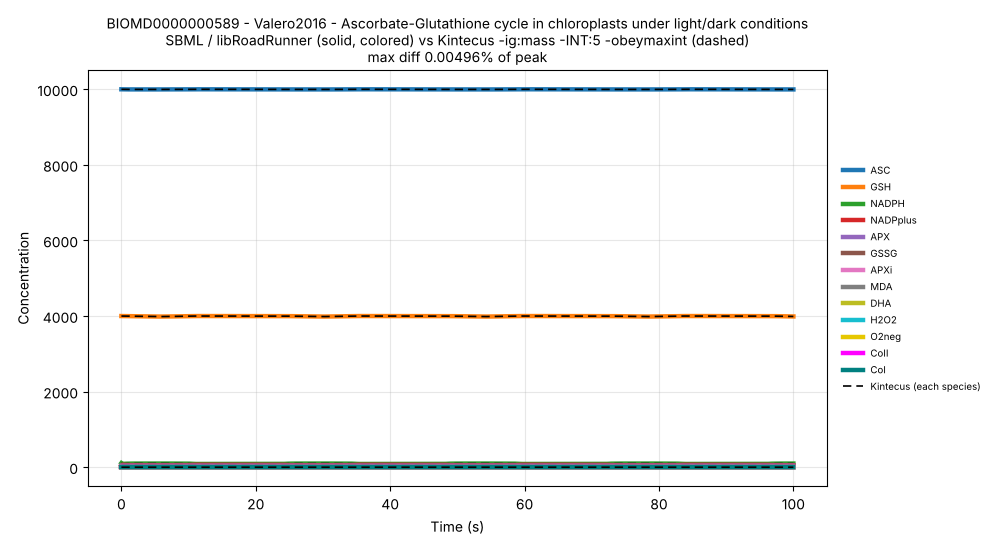 BIOMD0000000589 - Valero2016 - Ascorbate-Glutathione cycle in chloroplasts under light/dark conditions
SBML / libRoadRunner (solid, colored) vs Kintecus -ig:mass -INT:5 -obeymaxint (dashed)
max diff 0.00496% of peak
Concentration
10000
8000
6000
4000
2000
0
0
20
40
60
80
100
Time (s)
ASC
GSH
NADPH
NADPplus
APX
GSSG
APXi
MDA
DHA
H2O2
O2neg
CoII
CoI
Kintecus (each species)